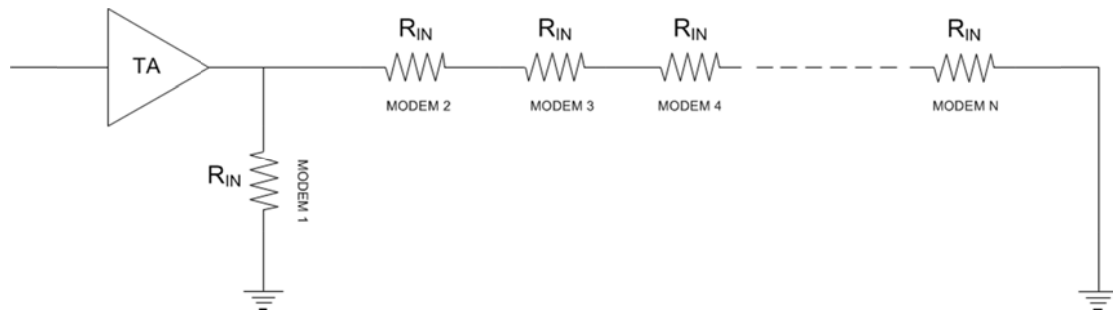 R_IN R_IN R_IN R_IN
TA
MODEM 2 MODEM 3 MODEM 4 MODEM N
R_IN
MODEM 1